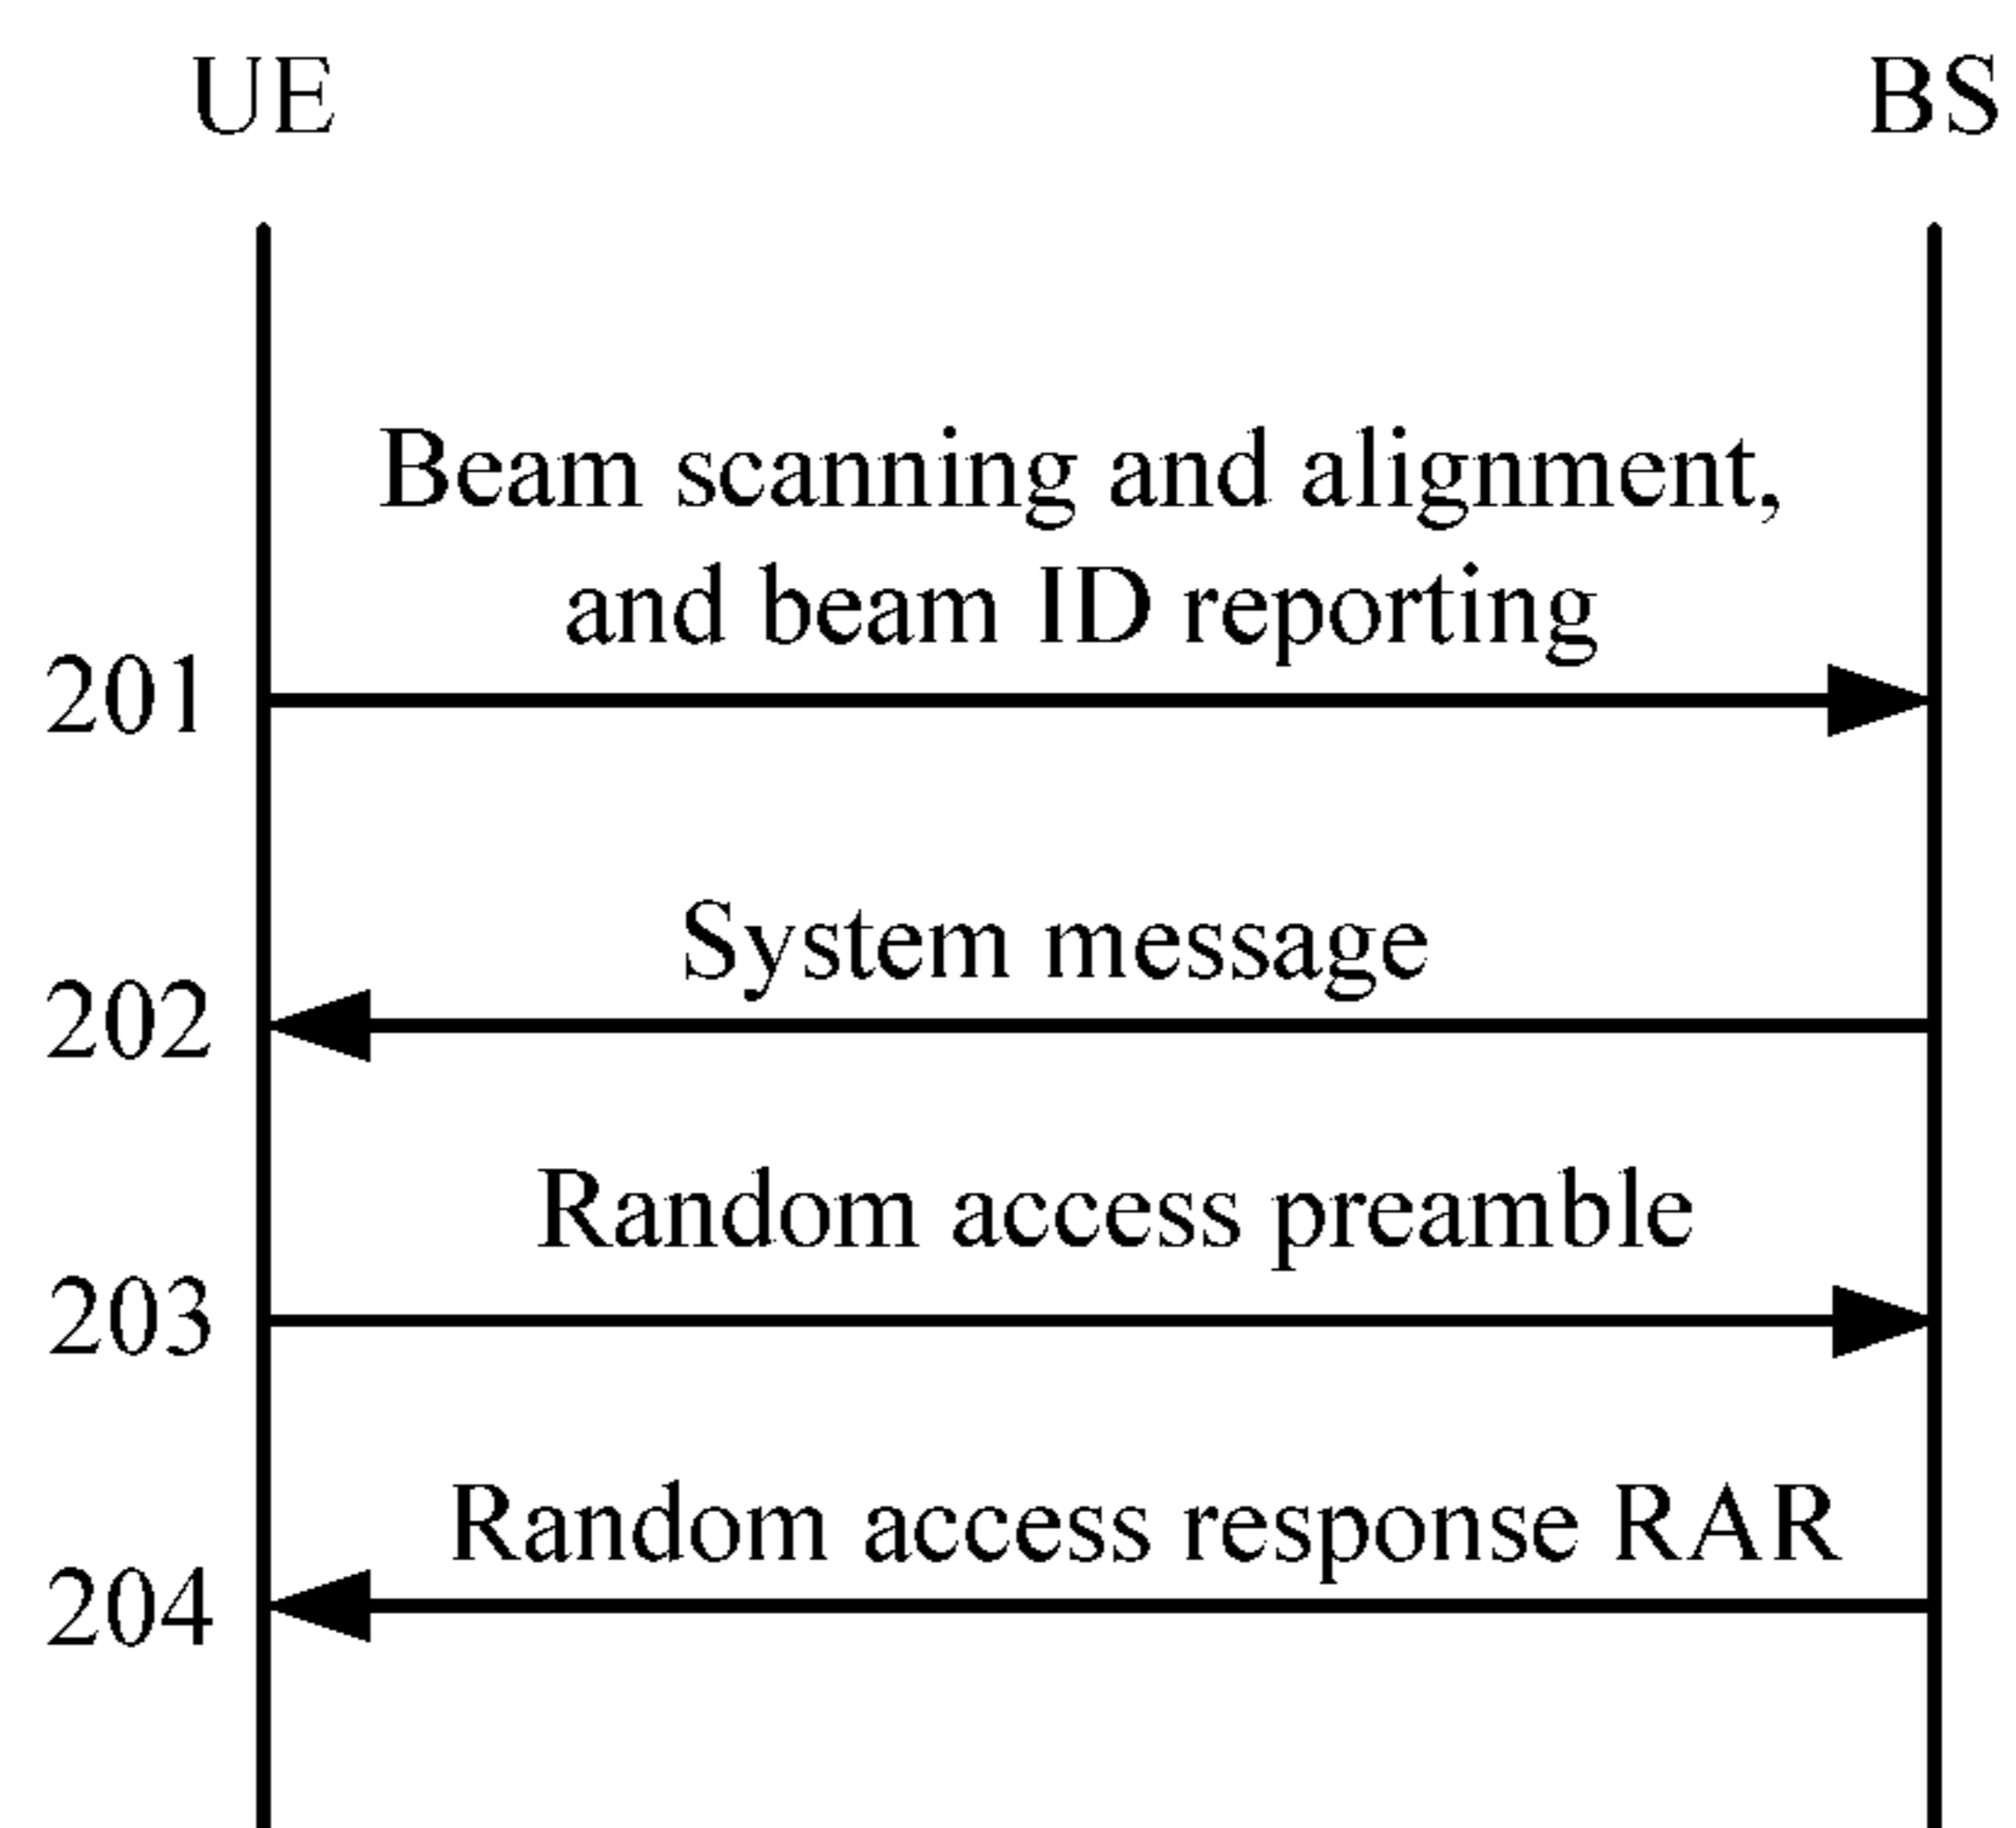 UE
BS
Beam scanning and alignment,
and beam ID reporting
201
System message
202
Random access preamble
203
Random access response RAR
204